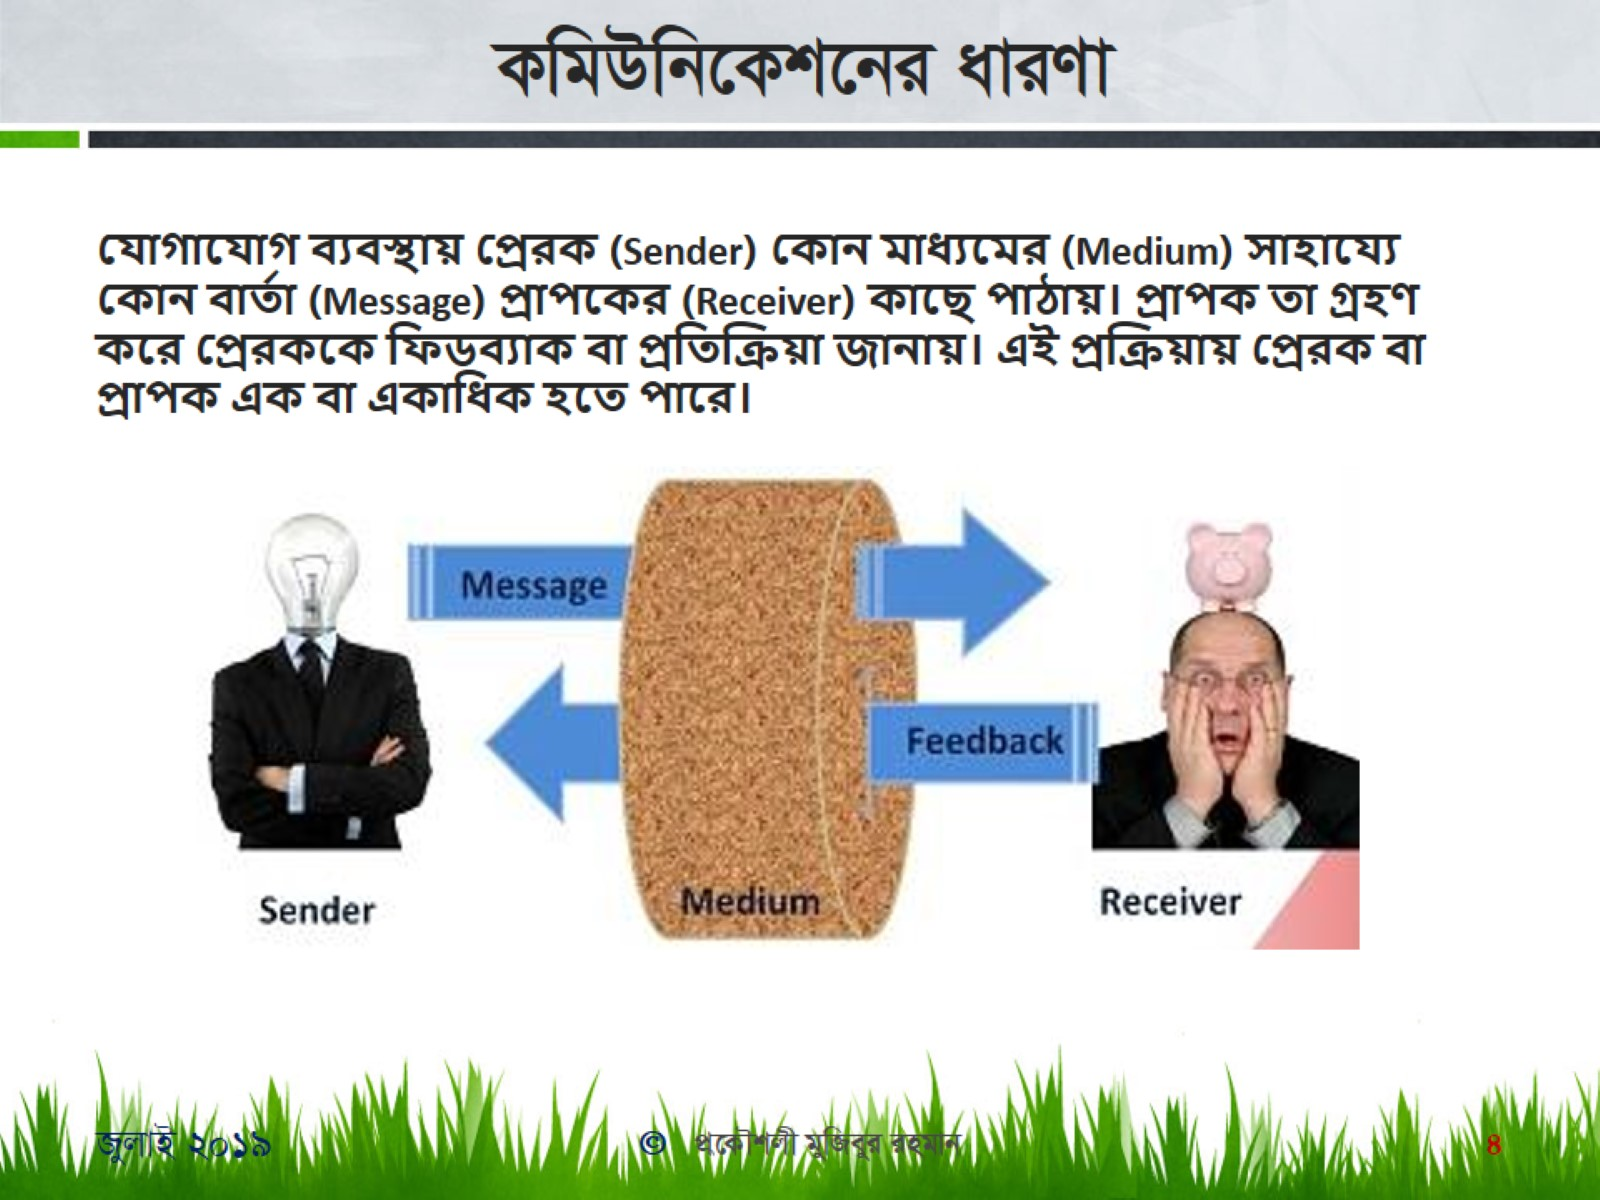 কমিউনিকেশনের ধারণা
যোগাযোগ ব্যবস্থায় প্রেরক (Sender) কোন মাধ্যমের (Medium) সাহায্যে
কোন বার্তা (Message) প্রাপকের (Receiver) কাছে পাঠায়। প্রাপক তা গ্রহণ
করে প্রেরককে ফিডব্যাক বা প্রতিক্রিয়া জানায়। এই প্রক্রিয়ায় প্রেরক বা
প্রাপক এক বা একাধিক হতে পারে।
Message
Feedback
Sender
Medium
Receiver
জুলাই ২০১৯
© প্রকৌশলী মুজিবুর রহমান
8